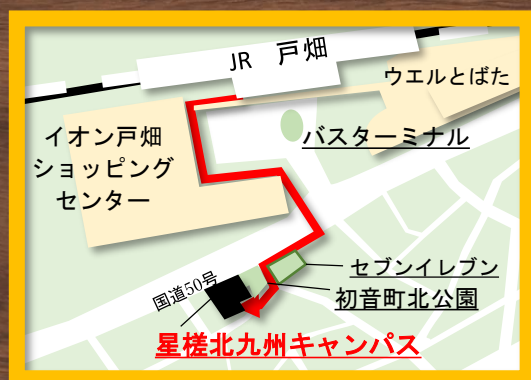 JR 戸畑
ウエルとばた
イオン戸畑
ショッピング
センター
バスターミナル
セブンイレブン
国道50号
初音町北公園
星槎北九州キャンパス